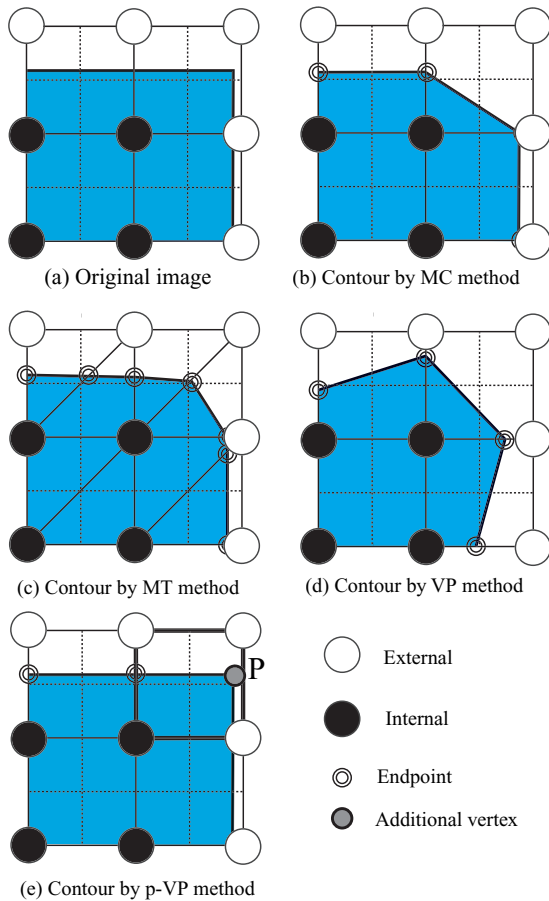 (a) Original image
(b) Contour by MC method
(c) Contour by MT method
(d) Contour by VP method
P
External
Internal
Endpoint
Additional vertex
(e) Contour by p-VP method